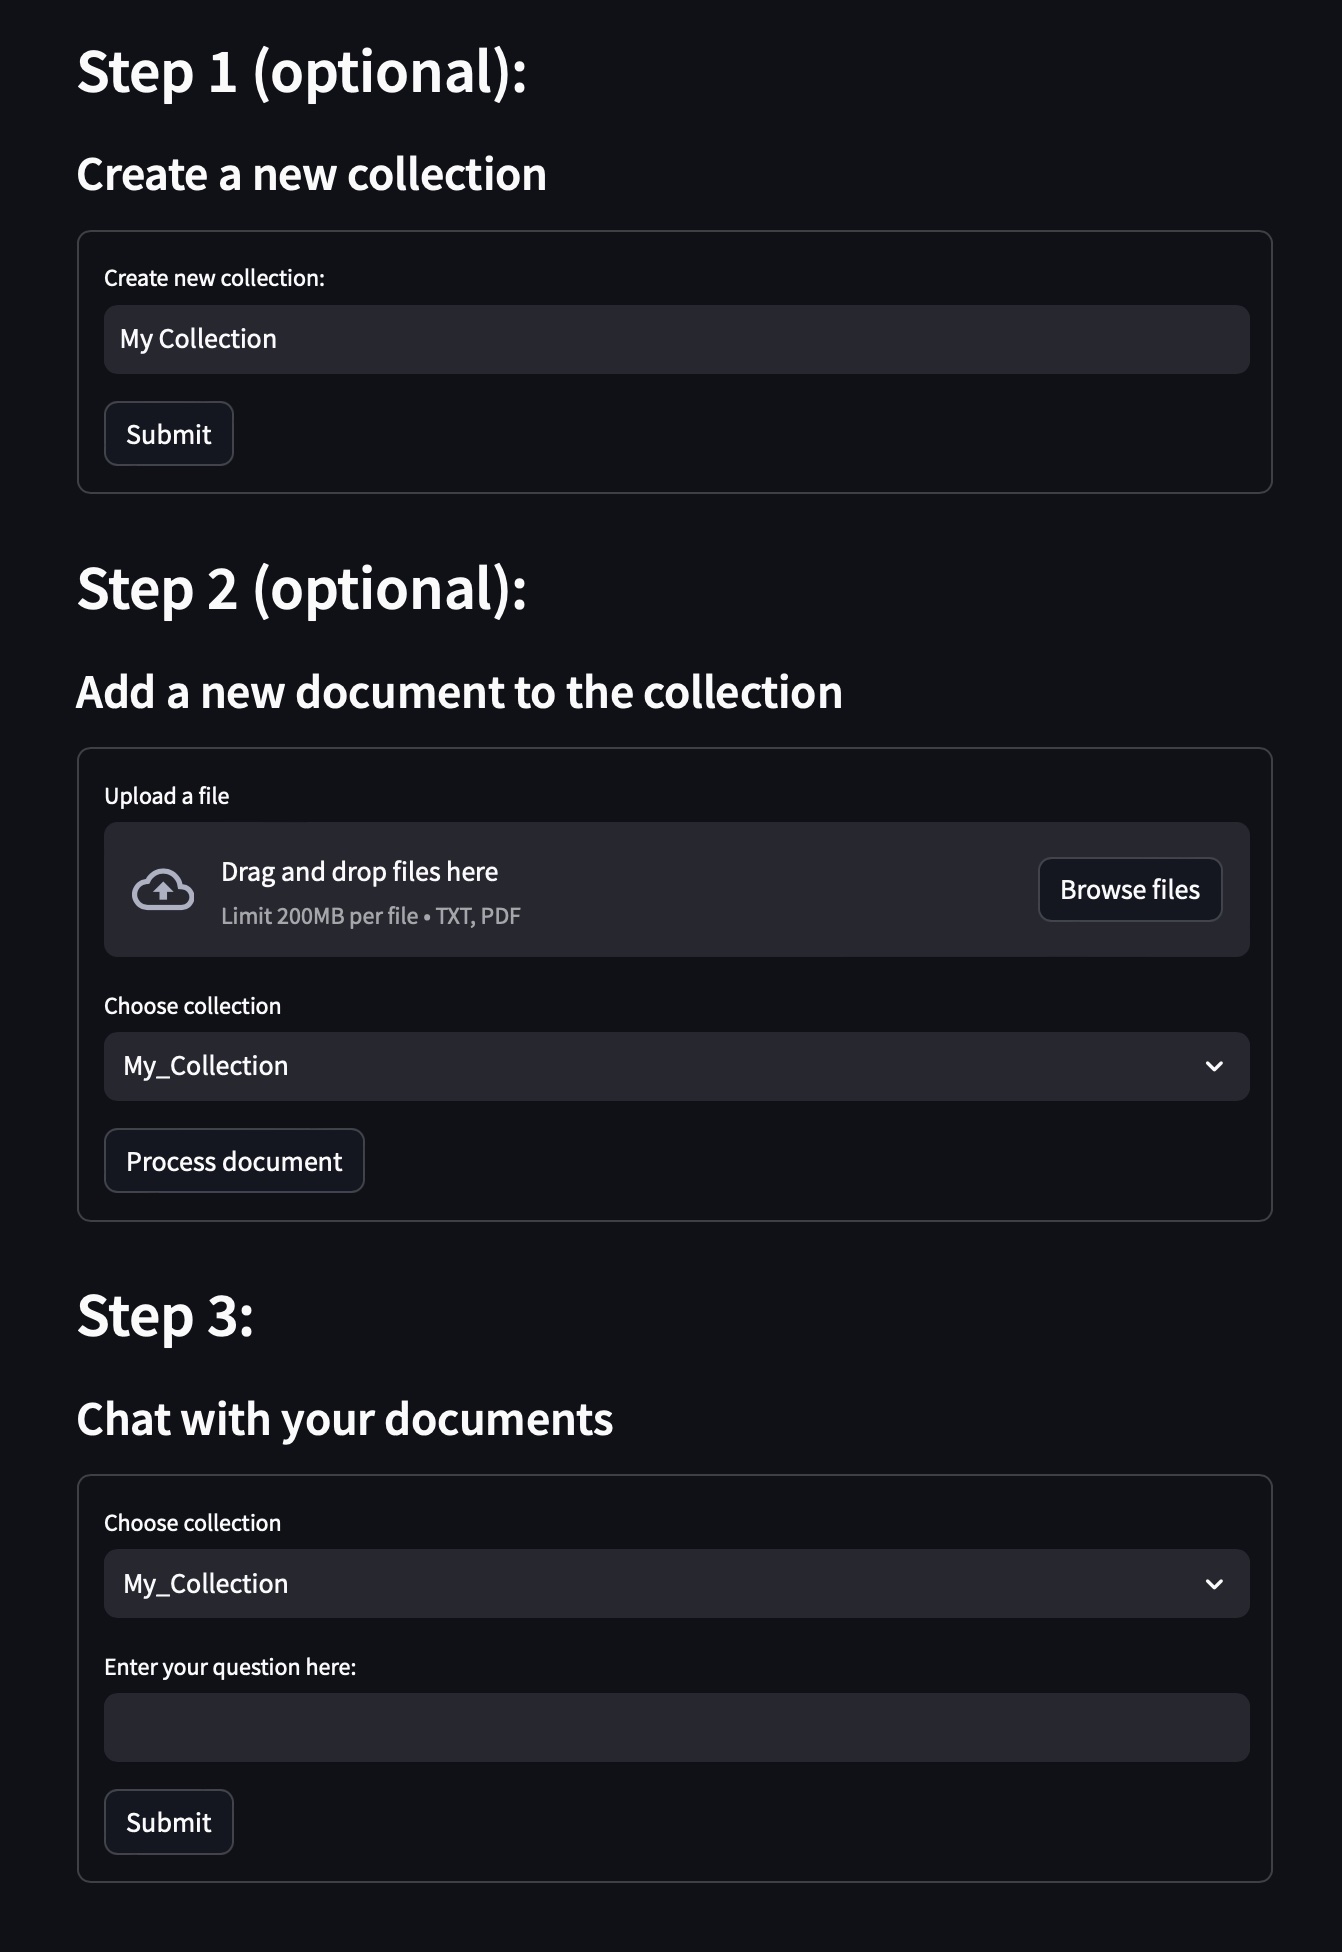 Step 1 (optional):
Create a new collection
Create new collection:
My Collection
Submit
Step 2 (optional):
Add a new document to the collection
Upload a file
Drag and drop files here
Limit 200MB per file • TXT, PDF
Browse files
Choose collection
My_Collection
Process document
Step 3:
Chat with your documents
Choose collection
My_Collection
Enter your question here:
Submit